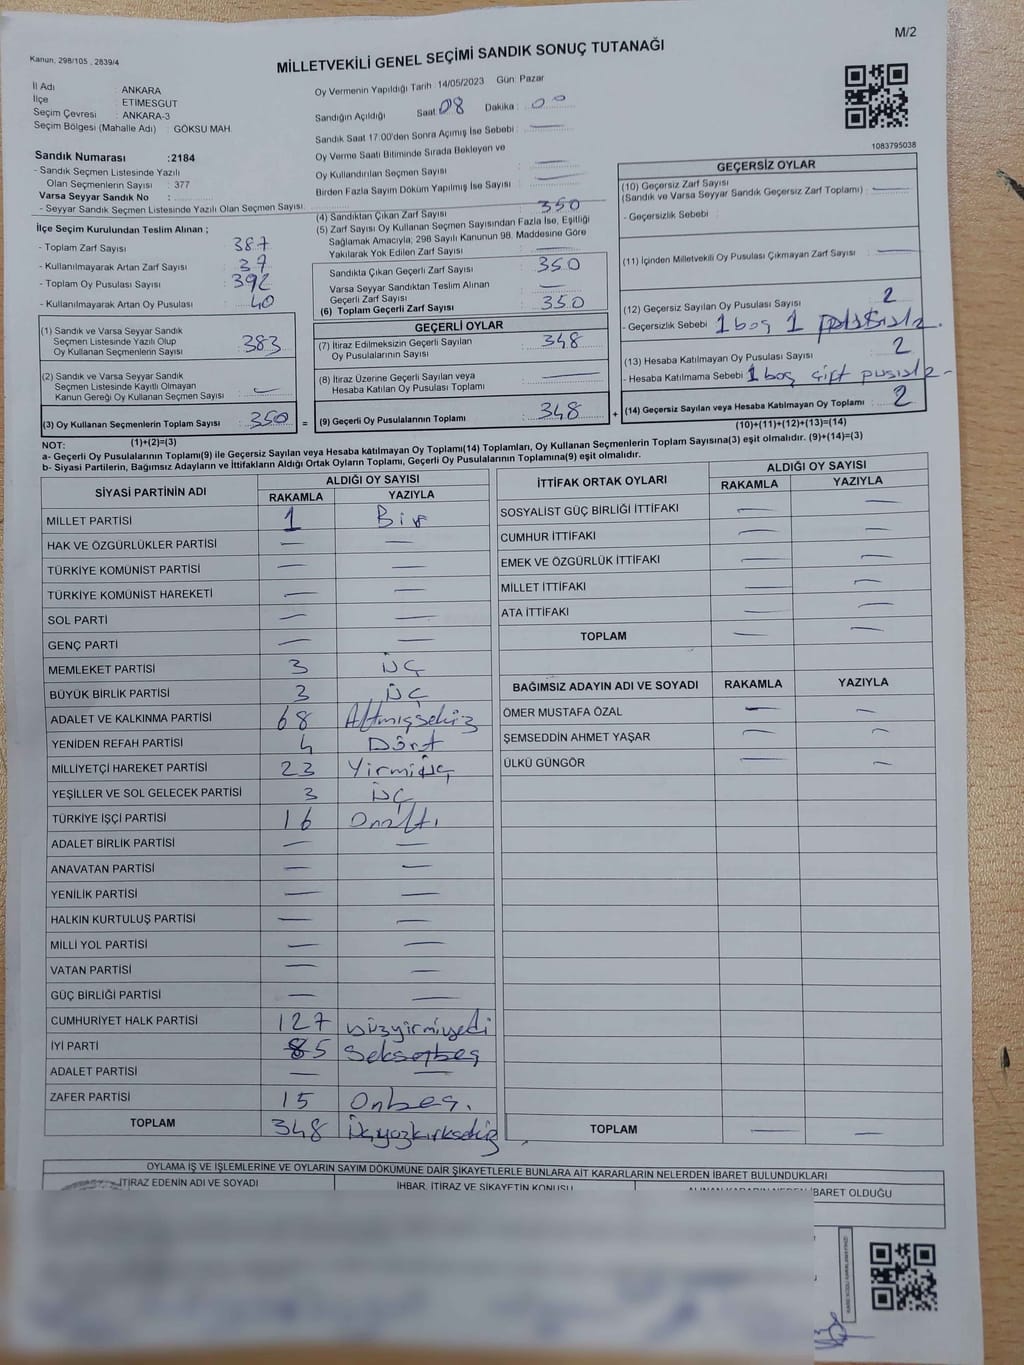 M/2
Kanun, 298/105 , 2839/4
MİLLETVEKİLİ GENEL SEÇİMİ SANDIK SONUÇ TUTANAĞI
İl Adı : ANKARA
İlçe : ETİMESGUT
Seçim Çevresi : ANKARA-3
Seçim Bölgesi (Mahalle Adı) : GÖKSU MAH.
Oy Vermenin Yapıldığı Tarih : 14/05/2023 Gün: Pazar
Sandığın Açıldığı Saat : 08 Dakika : 00
Sandık Saat 17:00'den Sonra Açımış İse Sebebi : —
Oy Verme Saati Bitiminde Sırada Bekleyen ve
Oy Kullandırılan Seçmen Sayısı : —
Birden Fazla Sayım Döküm Yapılmış İse Sayısı : —
1083795038
Sandık Numarası :2184
- Sandık Seçmen Listesinde Yazılı
Olan Seçmenlerin Sayısı : 377
Varsa Seyyar Sandık No :
- Seyyar Sandık Seçmen Listesinde Yazılı Olan Seçmen Sayısı:
İlçe Seçim Kurulundan Teslim Alınan ;
- Toplam Zarf Sayısı : 387
- Kullanılmayarak Artan Zarf Sayısı : 37
- Toplam Oy Pusulası Sayısı : 392
- Kullanılmayarak Artan Oy Pusulası : 40
(1) Sandık ve Varsa Seyyar Sandık
Seçmen Listesinde Yazılı Olup
Oy Kullanan Seçmenlerin Sayısı : 383
(2) Sandık ve Varsa Seyyar Sandık
Seçmen Listesinde Kayıtlı Olmayan
Kanun Gereği Oy Kullanan Seçmen Sayısı : —
(3) Oy Kullanan Seçmenlerin Toplam Sayısı : 350
(1)+(2)=(3)
(4) Sandıktan Çıkan Zarf Sayısı : 350
(5) Zarf Sayısı Oy Kullanan Seçmen Sayısından Fazla İse, Eşitliği
Sağlamak Amacıyla, 298 Sayılı Kanunun 98. Maddesine Göre
Yakılarak Yok Edilen Zarf Sayısı : —
Sandıkta Çıkan Geçerli Zarf Sayısı : 350
Varsa Seyyar Sandıktan Teslim Alınan
Geçerli Zarf Sayısı : —
(6) Toplam Geçerli Zarf Sayısı : 350
GEÇERLİ OYLAR
(7) İtiraz Edilmeksizin Geçerli Sayılan
Oy Pusulalarının Sayısı : 348
(8) İtiraz Üzerine Geçerli Sayılan veya
Hesaba Katılan Oy Pusulası Toplamı : —
(9) Geçerli Oy Pusulalarının Toplamı : 348
GEÇERSİZ OYLAR
(10) Geçersiz Zarf Sayısı
(Sandık ve Varsa Seyyar Sandık Geçersiz Zarf Toplamı) : —
- Geçersizlik Sebebi :
(11) İçinden Milletvekili Oy Pusulası Çıkmayan Zarf Sayısı : —
(12) Geçersiz Sayılan Oy Pusulası Sayısı : 2
- Geçersizlik Sebebi : 1 boş 1
(13) Hesaba Katılmayan Oy Pusulası Sayısı : 2
- Hesaba Katılmama Sebebi : 1 boş çift
(14) Geçersiz Sayılan veya Hesaba Katılmayan Oy Toplamı : 2
(10)+(11)+(12)+(13)=(14)
NOT:
a- Geçerli Oy Pusulalarının Toplamı(9) ile Geçersiz Sayılan veya Hesaba katılmayan Oy Toplamı(14) Toplamları, Oy Kullanan Seçmenlerin Toplam Sayısına(3) eşit olmalıdır. (9)+(14)=(3)
b- Siyasi Partilerin, Bağımsız Adayların ve İttifakların Aldığı Ortak Oyların Toplamı, Geçerli Oy Pusulalarının Toplamına(9) eşit olmalıdır.
SİYASİ PARTİNİN ADI ALDIĞI OY SAYISI
RAKAMLA YAZIYLA
MİLLET PARTİSİ 1 Bir
HAK VE ÖZGÜRLÜKLER PARTİSİ — —
TÜRKİYE KOMÜNİST PARTİSİ — —
TÜRKİYE KOMÜNİST HAREKETİ — —
SOL PARTİ — —
GENÇ PARTİ — —
MEMLEKET PARTİSİ 3 üç
BÜYÜK BİRLİK PARTİSİ 3 üç
ADALET VE KALKINMA PARTİSİ 68 Altmışsekiz
YENİDEN REFAH PARTİSİ 4 Dört
MİLLİYETÇİ HAREKET PARTİSİ 23 Yirmiüç
YEŞİLLER VE SOL GELECEK PARTİSİ 3 üç
TÜRKİYE İŞÇİ PARTİSİ 16 Onaltı
ADALET BİRLİK PARTİSİ — —
ANAVATAN PARTİSİ — —
YENİLİK PARTİSİ — —
HALKIN KURTULUŞ PARTİSİ — —
MİLLİ YOL PARTİSİ — —
VATAN PARTİSİ — —
GÜÇ BİRLİĞİ PARTİSİ — —
CUMHURİYET HALK PARTİSİ 127 yüzyirmiyedi
İYİ PARTİ 85 Seksenbeş
ADALET PARTİSİ — —
ZAFER PARTİSİ 15 Onbeş.
TOPLAM 348 üçyüzkırksekiz
İTTİFAK ORTAK OYLARI ALDIĞI OY SAYISI
RAKAMLA YAZIYLA
SOSYALİST GÜÇ BİRLİĞİ İTTİFAKI — —
CUMHUR İTTİFAKI — —
EMEK VE ÖZGÜRLÜK İTTİFAKI — —
MİLLET İTTİFAKI — —
ATA İTTİFAKI — —
TOPLAM — —
BAĞIMSIZ ADAYIN ADI VE SOYADI RAKAMLA YAZIYLA
ÖMER MUSTAFA ÖZAL — —
ŞEMSEDDİN AHMET YAŞAR — —
ÜLKÜ GÜNGÖR — —
TOPLAM — —
OYLAMA İŞ VE İŞLEMLERİNE VE OYLARIN SAYIM DÖKÜMÜNE DAİR ŞİKAYETLERLE BUNLARA AİT KARARLARIN NELERDEN İBARET BULUNDUKLARI
İTİRAZ EDENİN ADI VE SOYADI İHBAR, İTİRAZ VE ŞİKAYETİN KONUSU ALINAN KARARIN NEDEN İBARET OLDUĞU